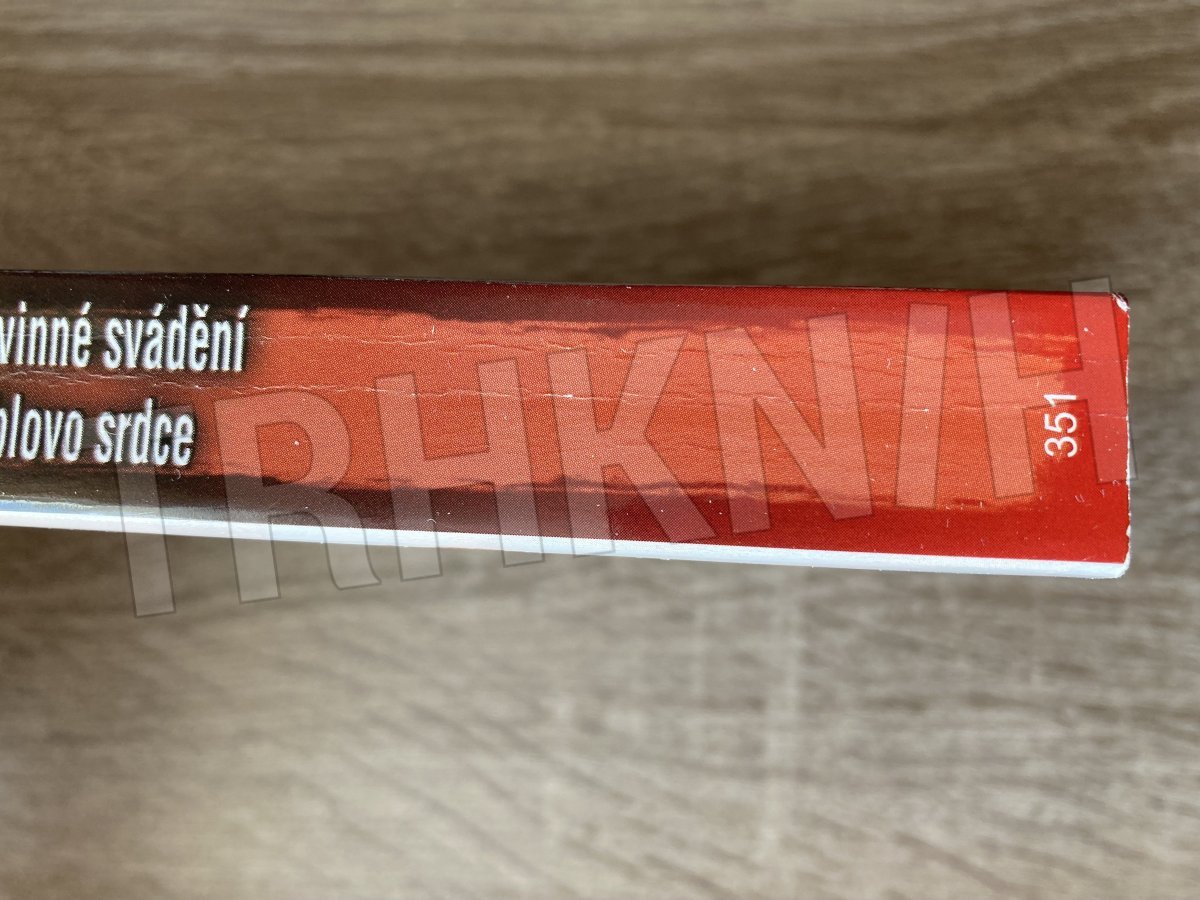 vinné svádění
olovo srdce
351
TRHKNIH